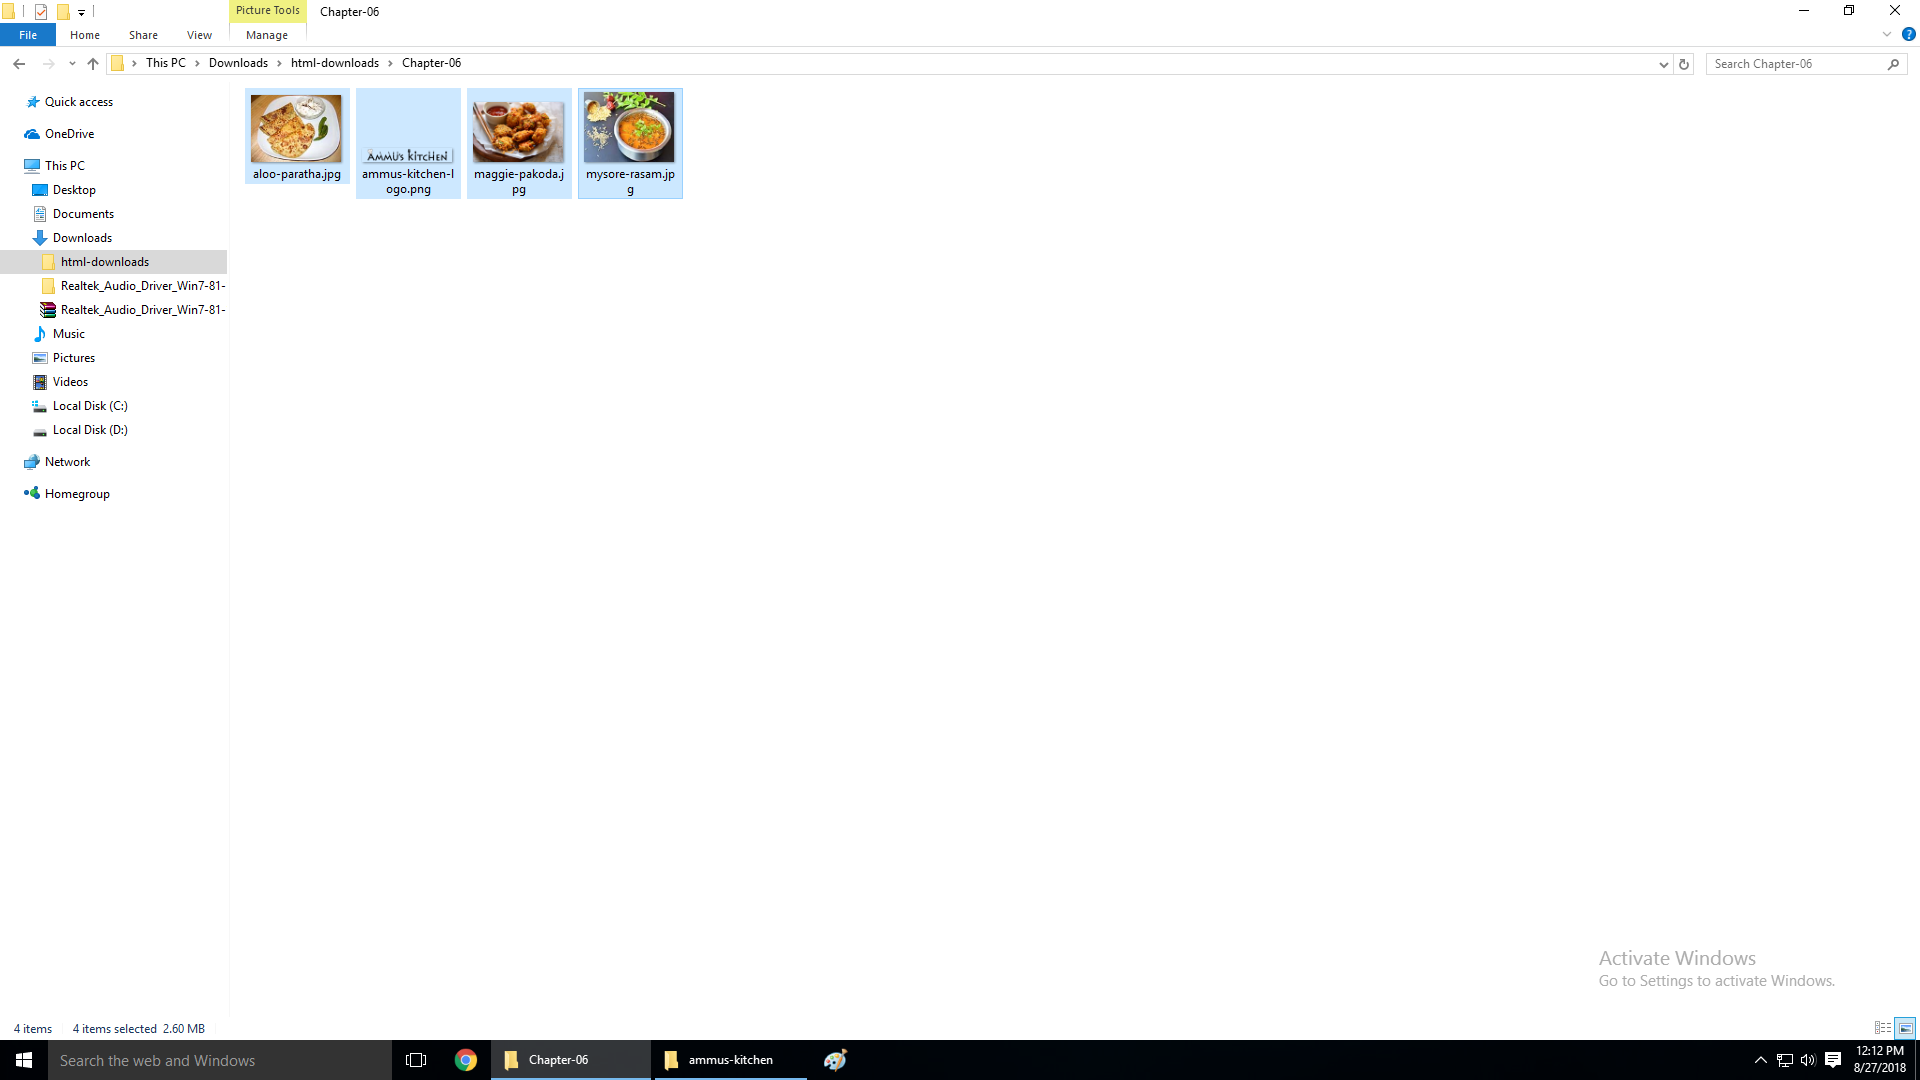 Picture Tools
Chapter-06
File
Home
Share
View
Manage
This PC
Downloads
html-downloads
Chapter-06
Search Chapter-06
Quick access
OneDrive
This PC
Desktop
Documents
Downloads
html-downloads
Realtek_Audio_Driver_Win7-81-
Realtek_Audio_Driver_Win7-81-
Music
Pictures
Videos
Local Disk (C:)
Local Disk (D:)
Network
Homegroup
aloo-paratha.jpg
AMMU's KITCHEN
ammus-kitchen-l
ogo.png
maggie-pakoda.j
pg
mysore-rasam.jp
g
Activate Windows
Go to Settings to activate Windows.
4 items
4 items selected 2.60 MB
Search the web and Windows
Chapter-06
ammus-kitchen
12:12 PM
8/27/2018